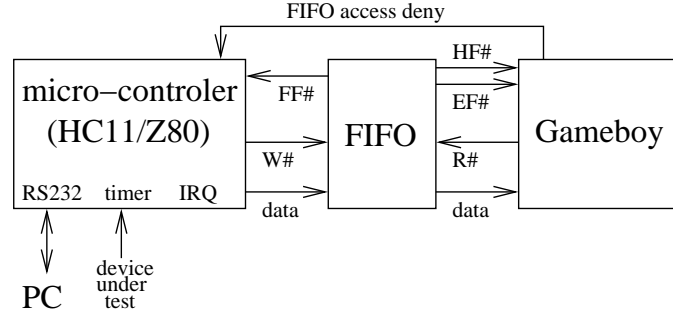 FIFO access deny
micro−controler
(HC11/Z80)
RS232 timer IRQ
FF#
W#
data
FIFO
HF#
EF#
R#
data
Gameboy
PC
device
under
test